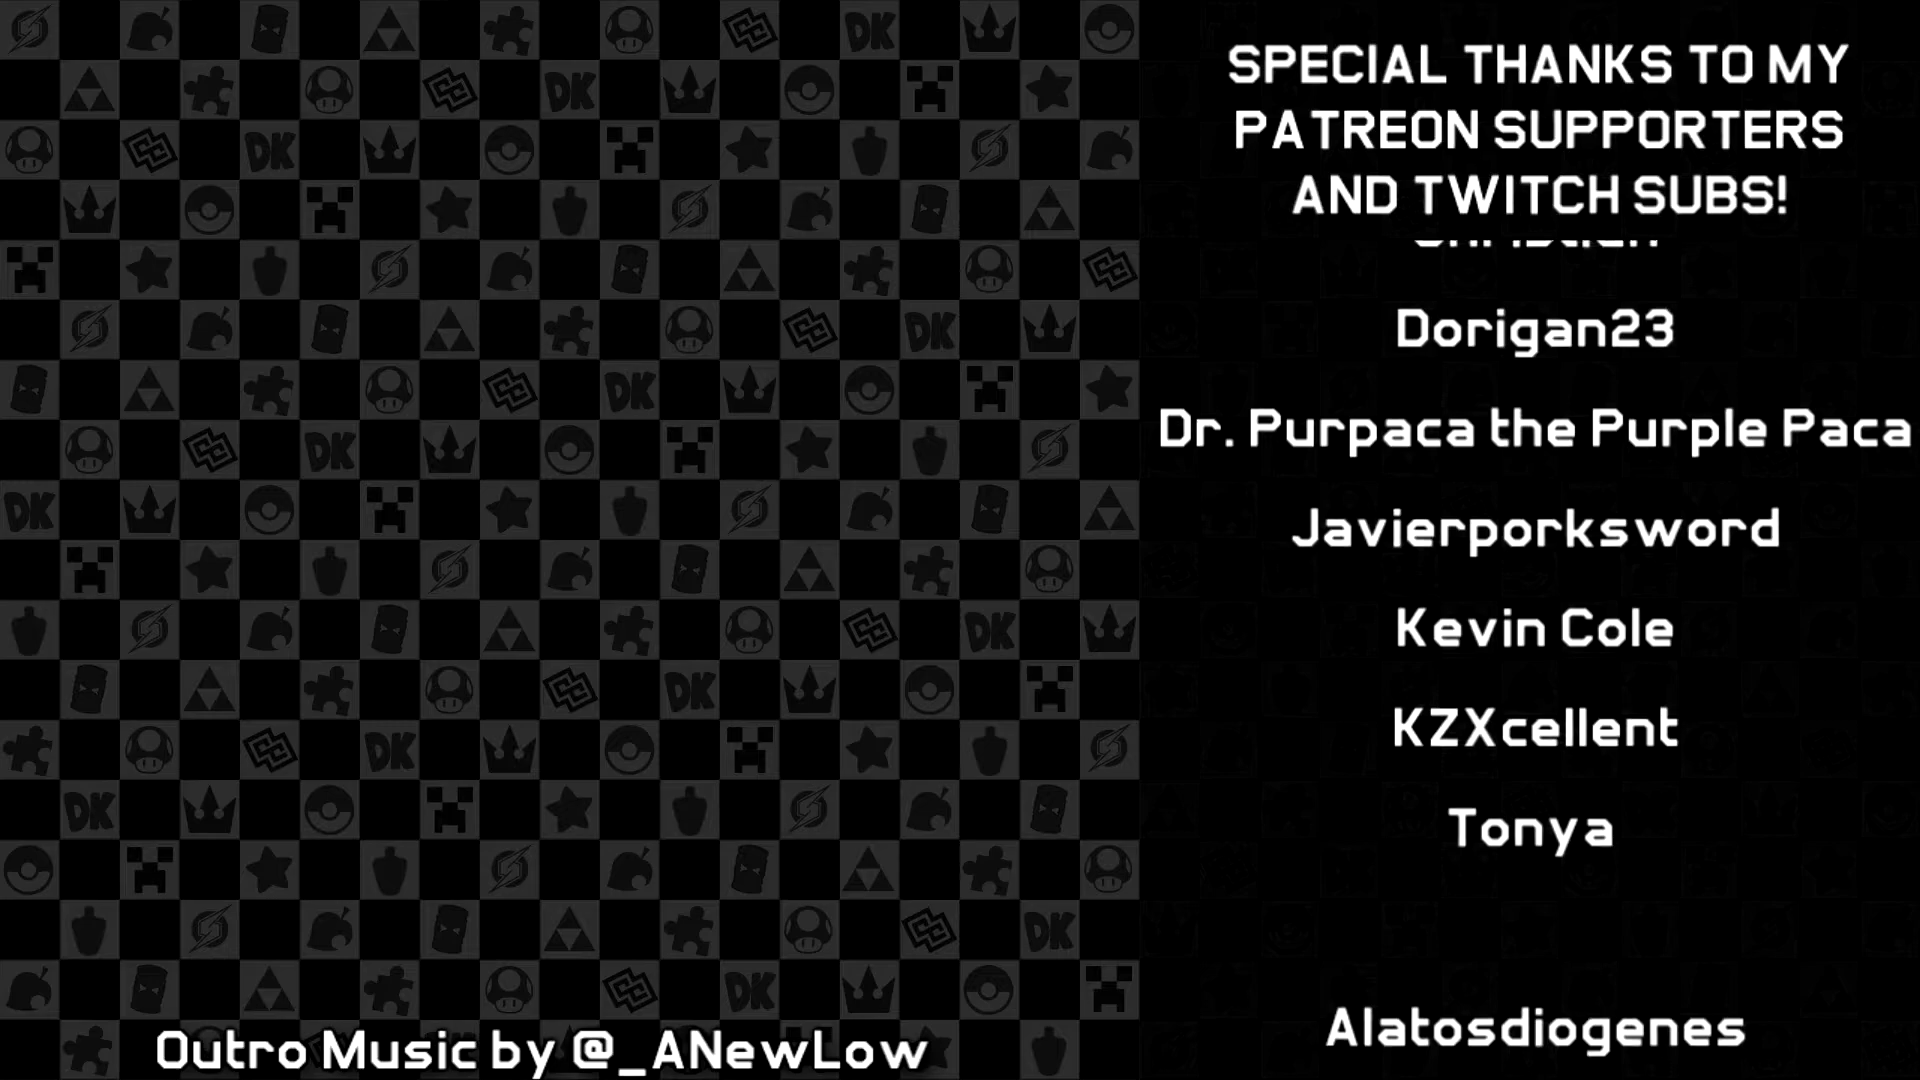 SPECIAL THANKS TO MY
PATREON SUPPORTERS
AND TWITCH SUBS!
Dorigan23
Dr. Purpaca the Purple Paca
Javierporksword
Kevin Cole
KZXcellent
Tonya
Alatosdiogenes
Outro Music by @_ANewLow